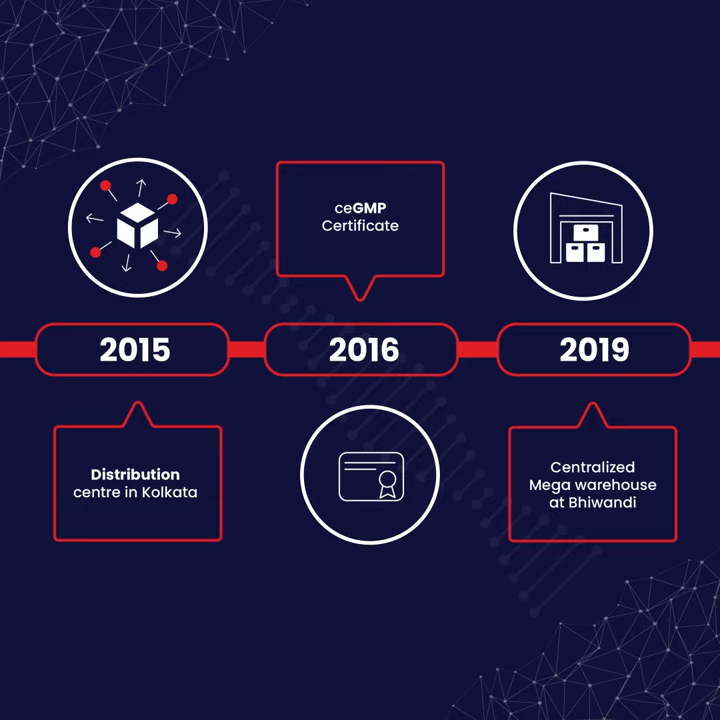 ceGMP
Certificate
2015
2016
2019
Distribution
centre in Kolkata
Centralized
Mega warehouse
at Bhiwandi